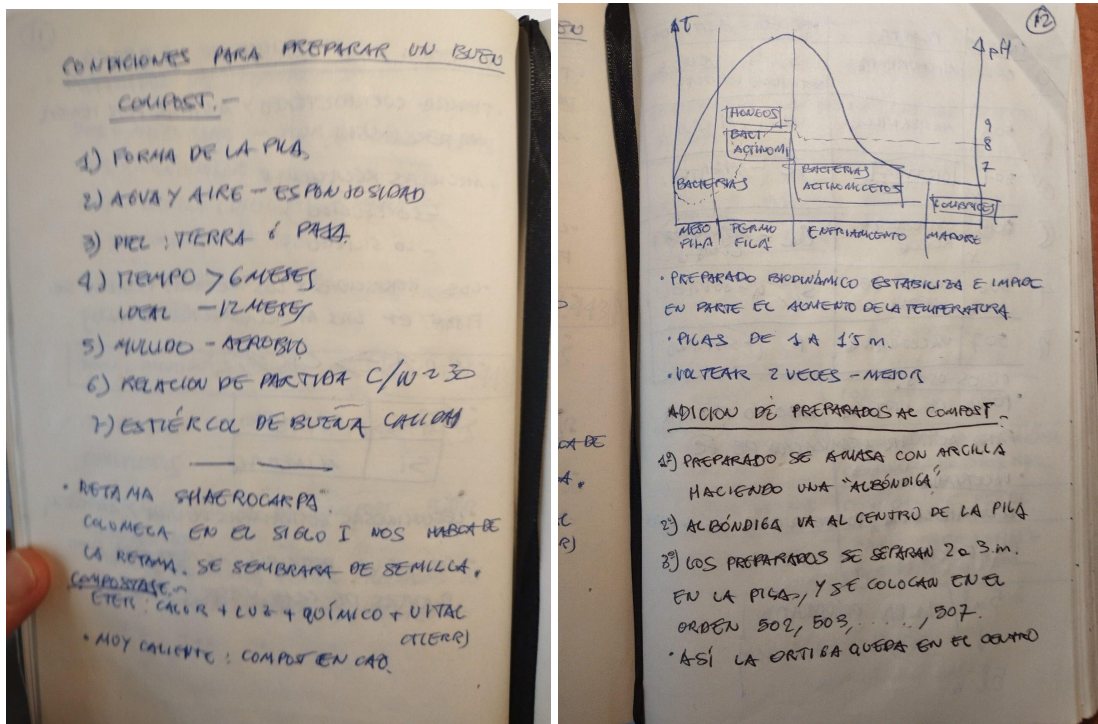 CONDICIONES PARA PREPARAR UN BUEN
COMPOST.-
1) FORMA DE LA PILA.
2) AGUA Y AIRE - ESPONJOSIDAD
3) PIEL : TIERRA ó PAJA.
4) TIEMPO > 6 MESES
IDEAL - 12 MESES
5) MULLIDO - AEROBIO
6) RELACION DE PARTIDA C/N ≃ 30
7) ESTIÉRCOL DE BUENA CALIDAD
• RETAMA SHAEROCARPA:
COLUMELA EN EL SIGLO I NOS HABLA DE
LA RETAMA. SE SEMBRARA DE SEMILLA.
COMPOSTAJE.-
ETER : CALOR + LUZ + QUÍMICO + VITAL
(TIERR)
• MUY CALIENTE : COMPOST EN CAO.
12
T
pH
HONGOS
BACT.
ACTINOMI
9
8
7
BACTERIAS
BACTERIAS
ACTINOMICETOS
LOMBRICES
MESO
FILA
TERMO
FILA
ENFRIAMIENTO
MADURE
• PREPARADO BIODINÁMICO ESTABILIZA E IMPIDE
EN PARTE EL AUMENTO DE LA TEMPERATURA.
• PILAS DE 1 A 1'5 m.
• VOLTEAR 2 VECES - MEJOR
ADICION DE PREPARADOS AL COMPOST.-
1º) PREPARADO SE AMASA CON ARCILLA
HACIENDO UNA "ALBÓNDIGA"
2º) ALBÓNDIGA VA AL CENTRO DE LA PILA
3º) LOS PREPARADOS SE SEPARAN 2 a 3 m.
EN LA PILA, Y SE COLOCAN EN EL
ORDEN 502, 503, . . . . ., 507.
• ASÍ LA ORTIGA QUEDA EN EL CENTRO